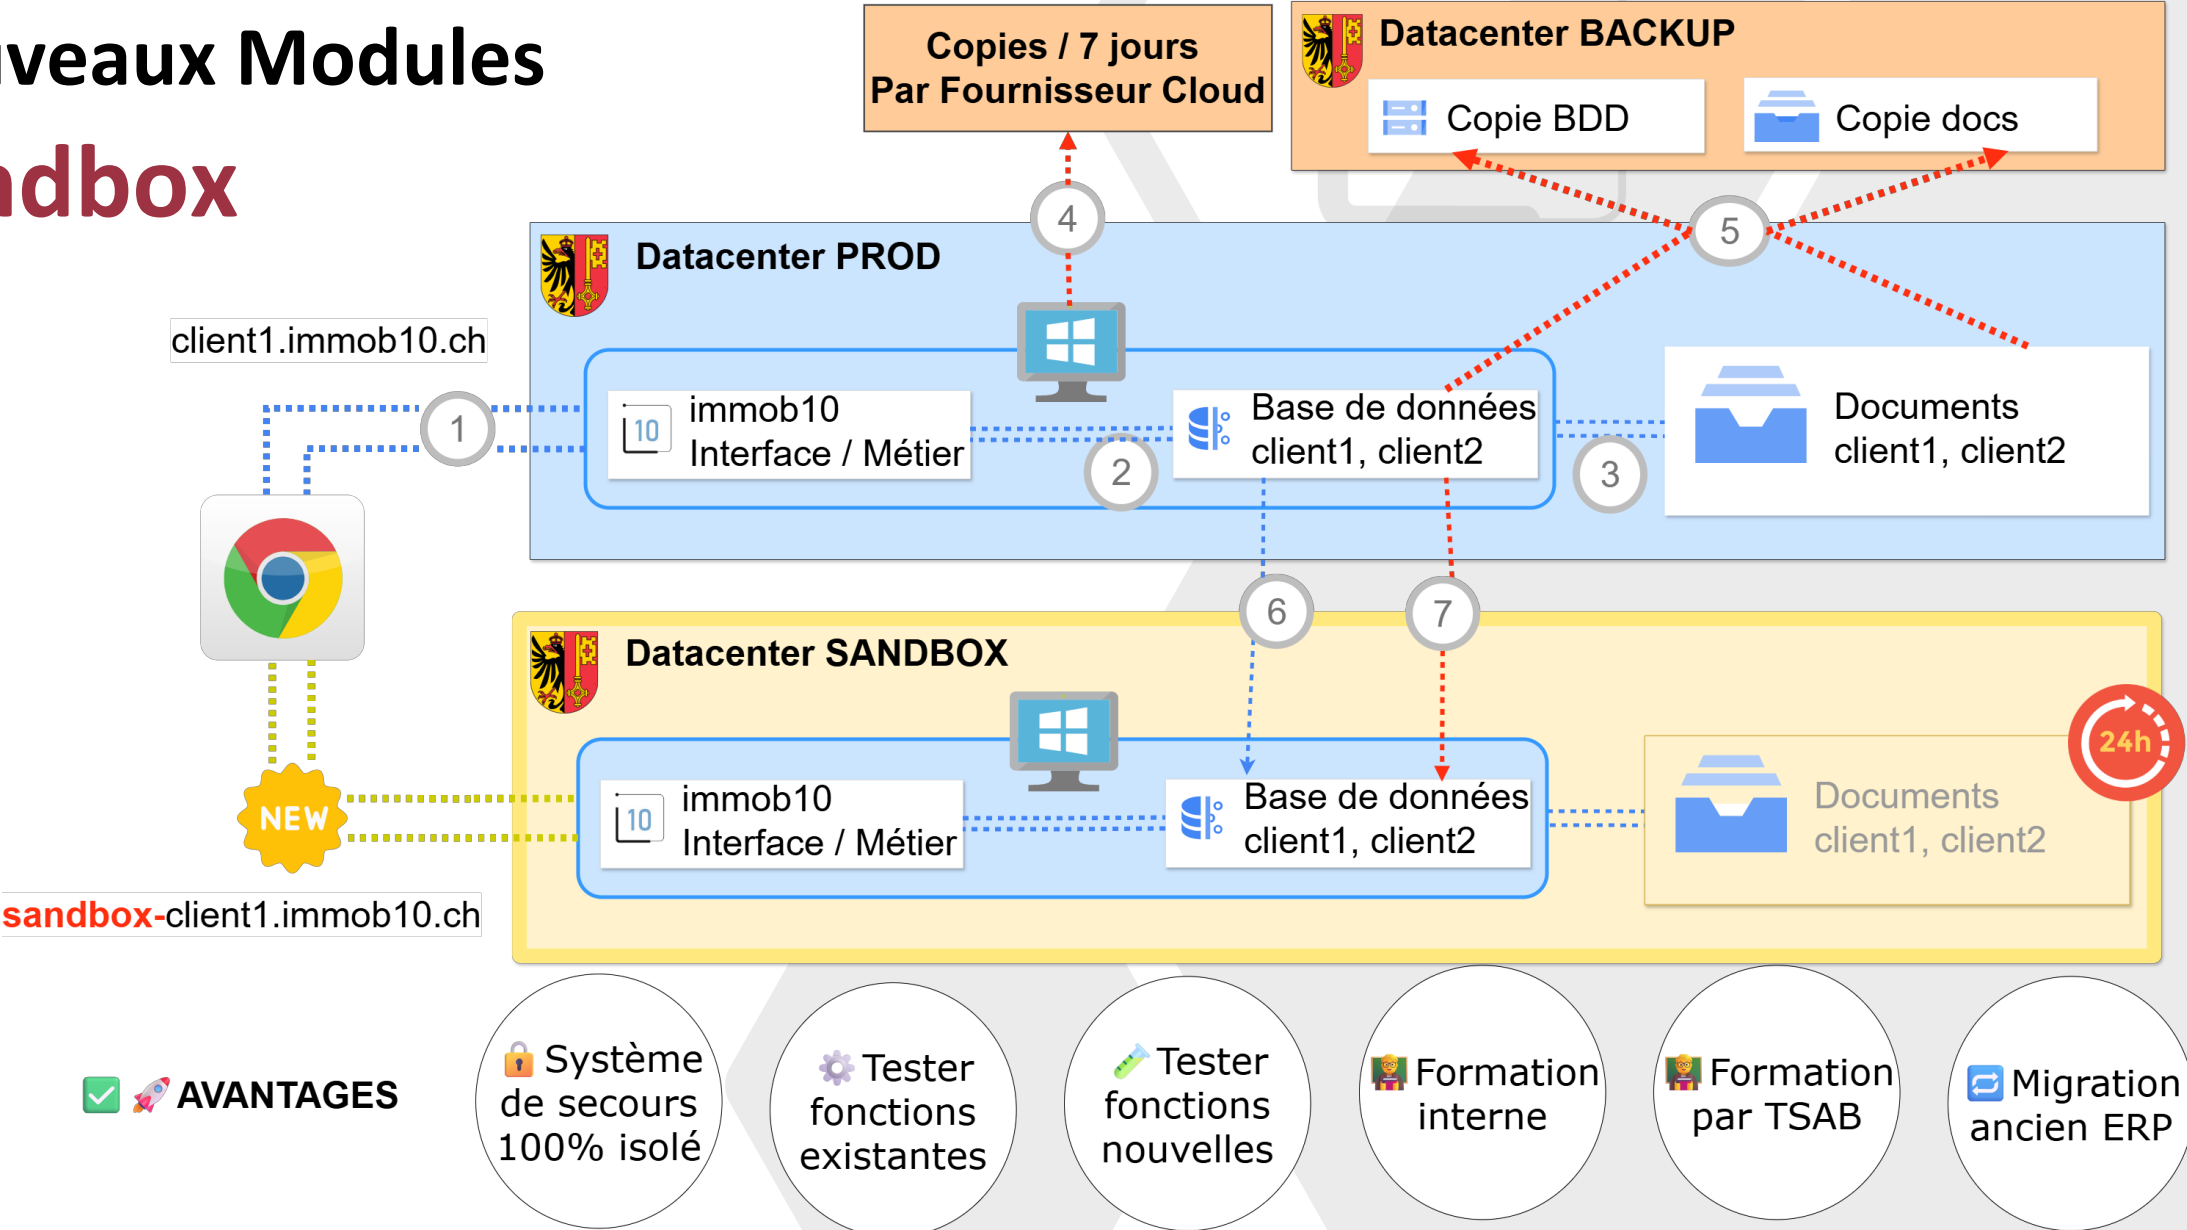 uveaux Modules
ndbox
Copies / 7 jours
Par Fournisseur Cloud
Datacenter BACKUP
Copie BDD
Copie docs
4
5
Datacenter PROD
client1.immob10.ch
1
10
immob10
Interface / Métier
2
Base de données
client1, client2
3
Documents
client1, client2
6
7
Datacenter SANDBOX
24h
NEW
10
immob10
Interface / Métier
Base de données
client1, client2
Documents
client1, client2
sandbox-client1.immob10.ch
✅ 🚀 AVANTAGES
🔒 Système
de secours
100% isolé
⚙️ Tester
fonctions
existantes
🧪 Tester
fonctions
nouvelles
👩‍🏫 Formation
interne
👩‍🏫 Formation
par TSAB
🔁 Migration
ancien ERP